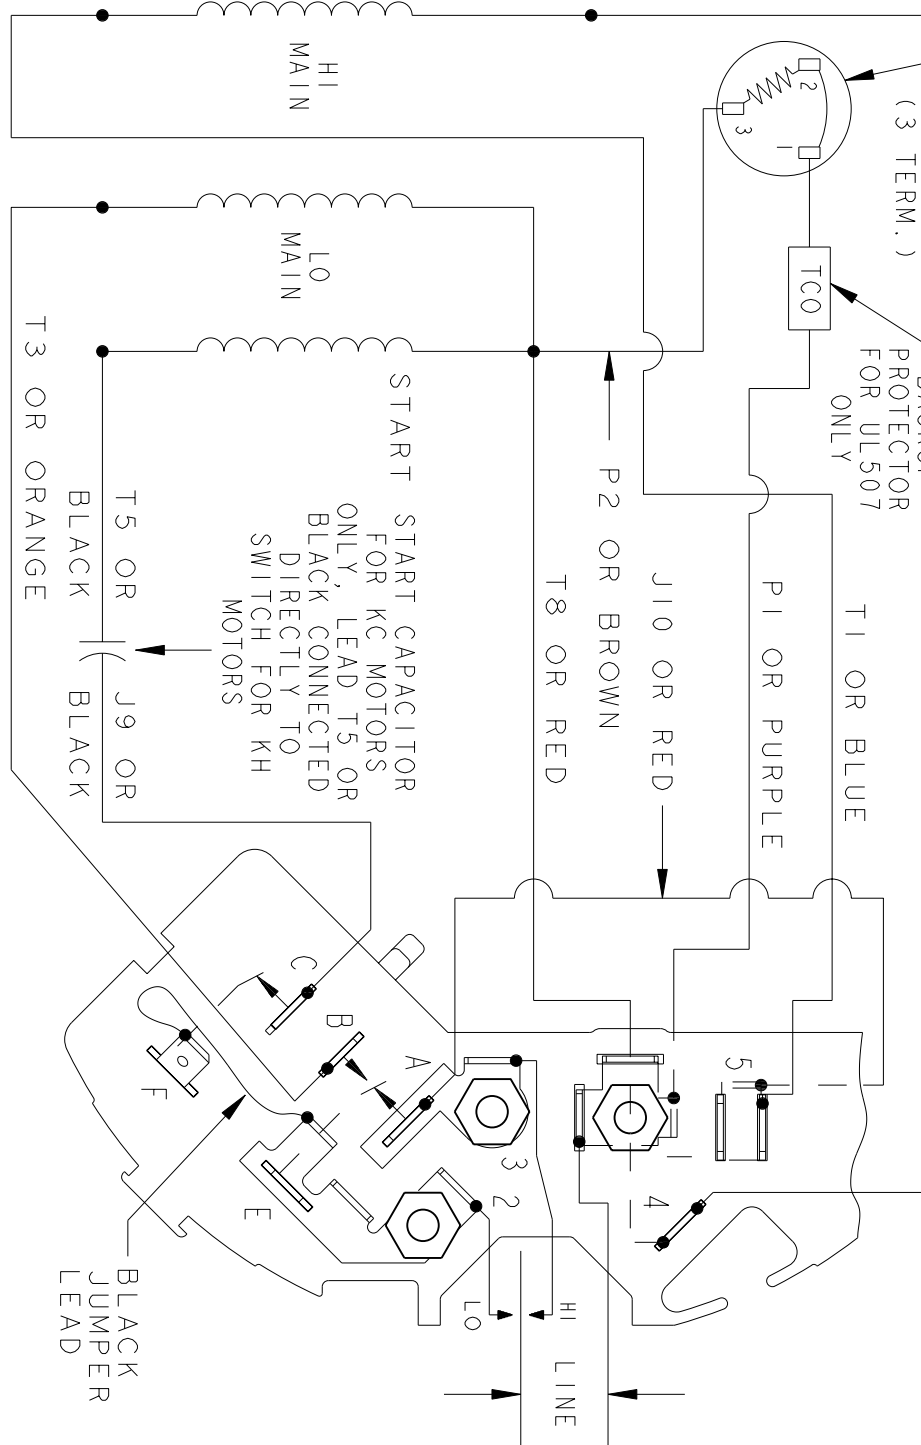 HI
MAIN
(3 TERM.)
2
3
1
TCO
LO
MAIN
PROTECTOR
FOR UL507
ONLY
START
T3 OR ORANGE
T5 OR
BLACK
J9 OR
BLACK
START CAPACITOR
FOR KC MOTORS
ONLY, LEAD T5 OR
BLACK CONNECTED
DIRECTLY TO
SWITCH FOR KH
MOTORS
P2 OR BROWN
T8 OR RED
J10 OR RED
P1 OR PURPLE
T1 OR BLUE
C
B
A
F
E
5
1
3
2
4
BLACK
JUMPER
LEAD
LO
HI
LINE